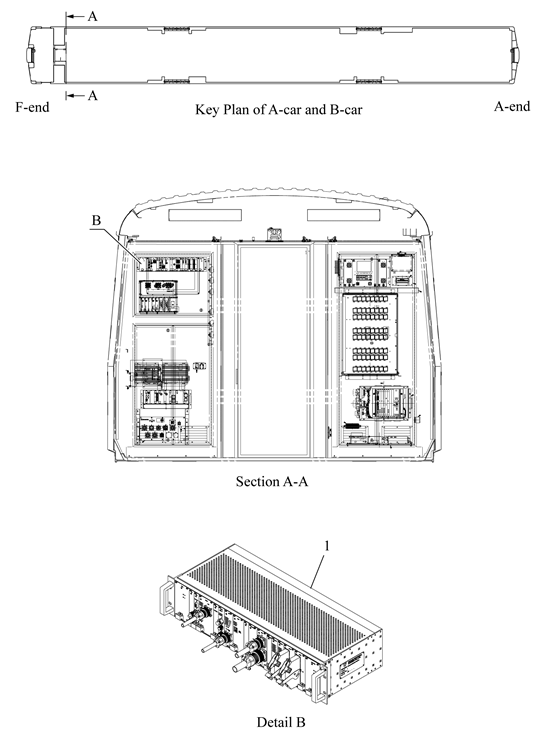 A
A
F-end
Key Plan of A-car and B-car
A-end
B
Section A-A
1
Detail B